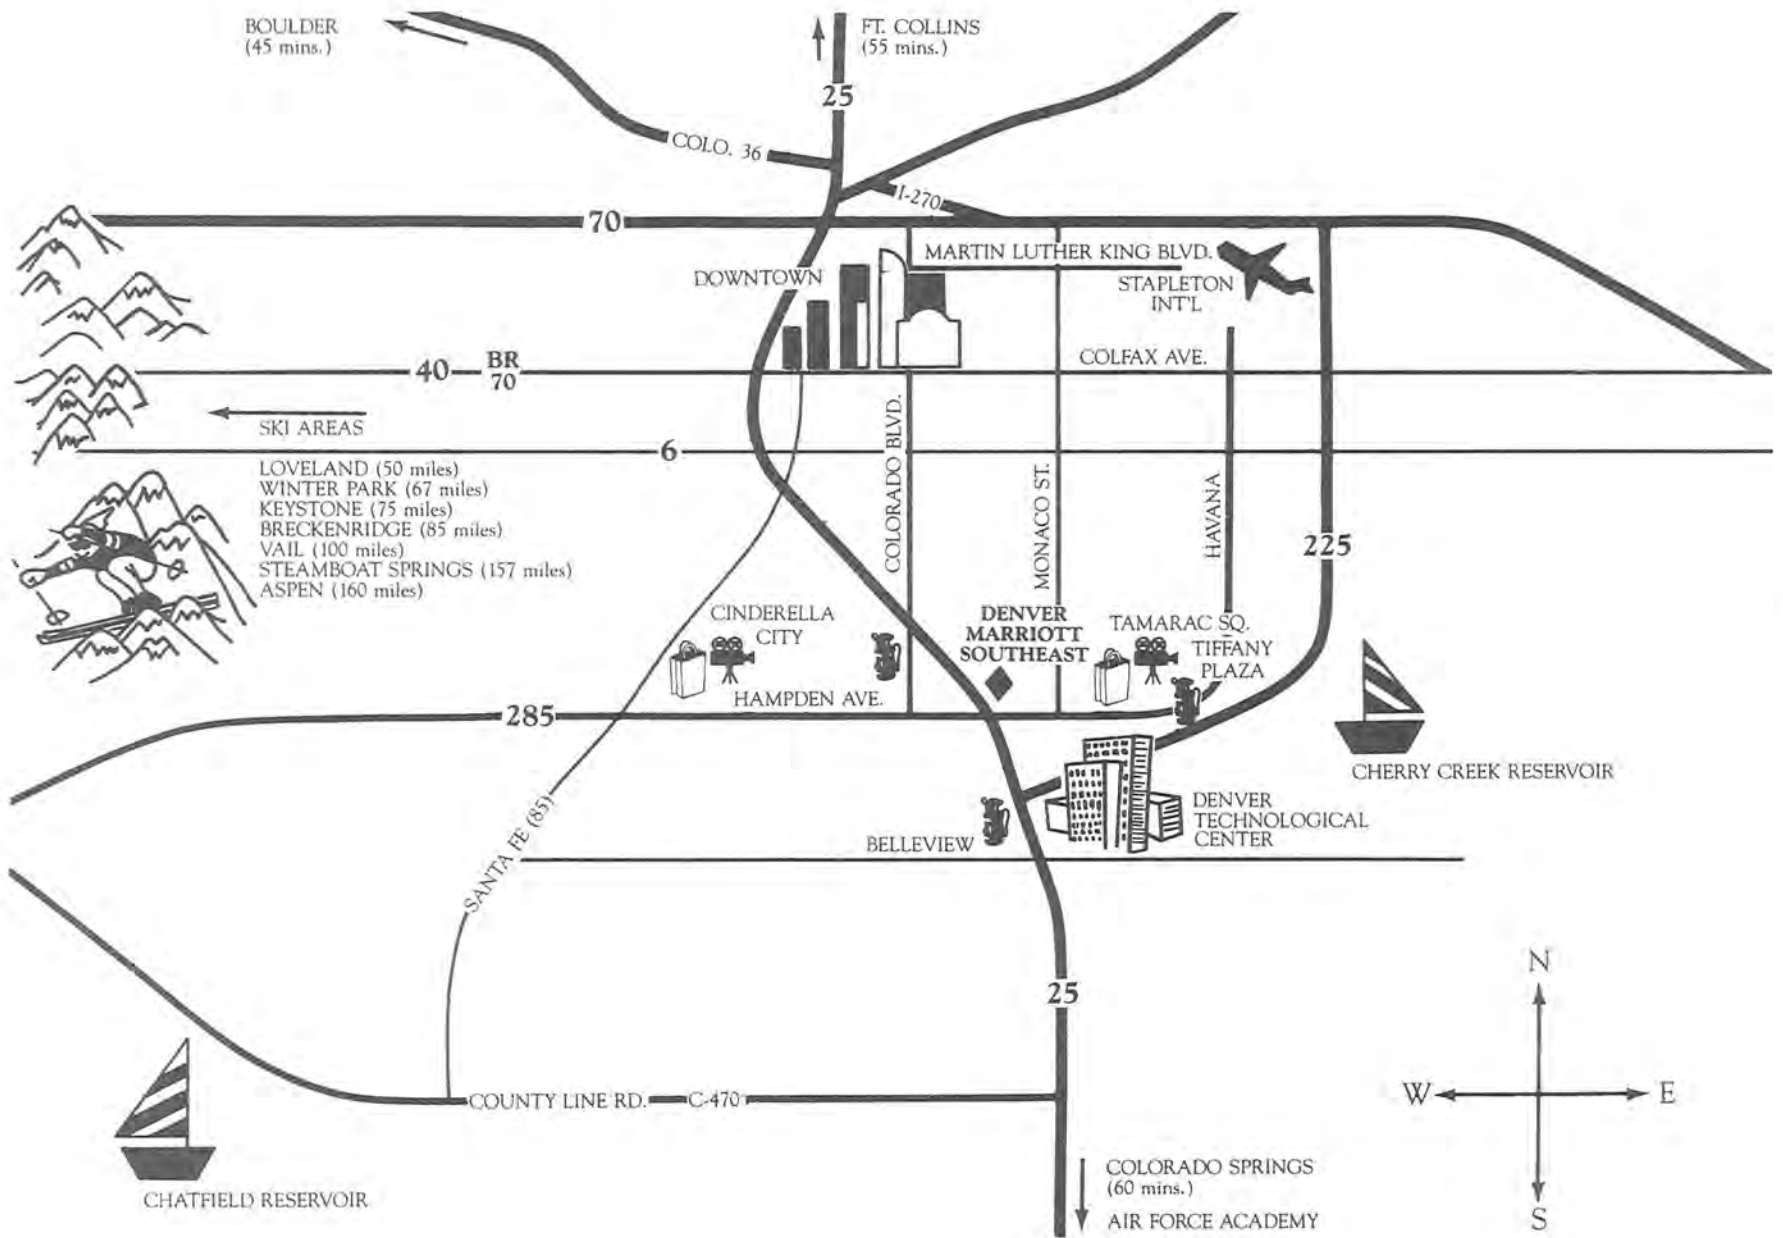 BOULDER
(45 mins.)
FT. COLLINS
(55 mins.)
25
COLO. 36
I-270
70
MARTIN LUTHER KING BLVD.
DOWNTOWN
STAPLETON
INT'L
COLFAX AVE.
40
BR
70
SKI AREAS
6
LOVELAND (50 miles)
WINTER PARK (67 miles)
KEYSTONE (75 miles)
BRECKENRIDGE (85 miles)
VAIL (100 miles)
STEAMBOAT SPRINGS (157 miles)
ASPEN (160 miles)
COLORADO BLVD.
MONACO ST.
HAVANA
225
CINDERELLA
CITY
DENVER
MARRIOTT
SOUTHEAST
TAMARAC SQ.
TIFFANY
PLAZA
HAMPDEN AVE.
285
CHERRY CREEK RESERVOIR
SANTA FE (85)
BELLEVIEW
DENVER
TECHNOLOGICAL
CENTER
25
N
W
E
S
COUNTY LINE RD.
C-470
CHATFIELD RESERVOIR
COLORADO SPRINGS
(60 mins.)
AIR FORCE ACADEMY